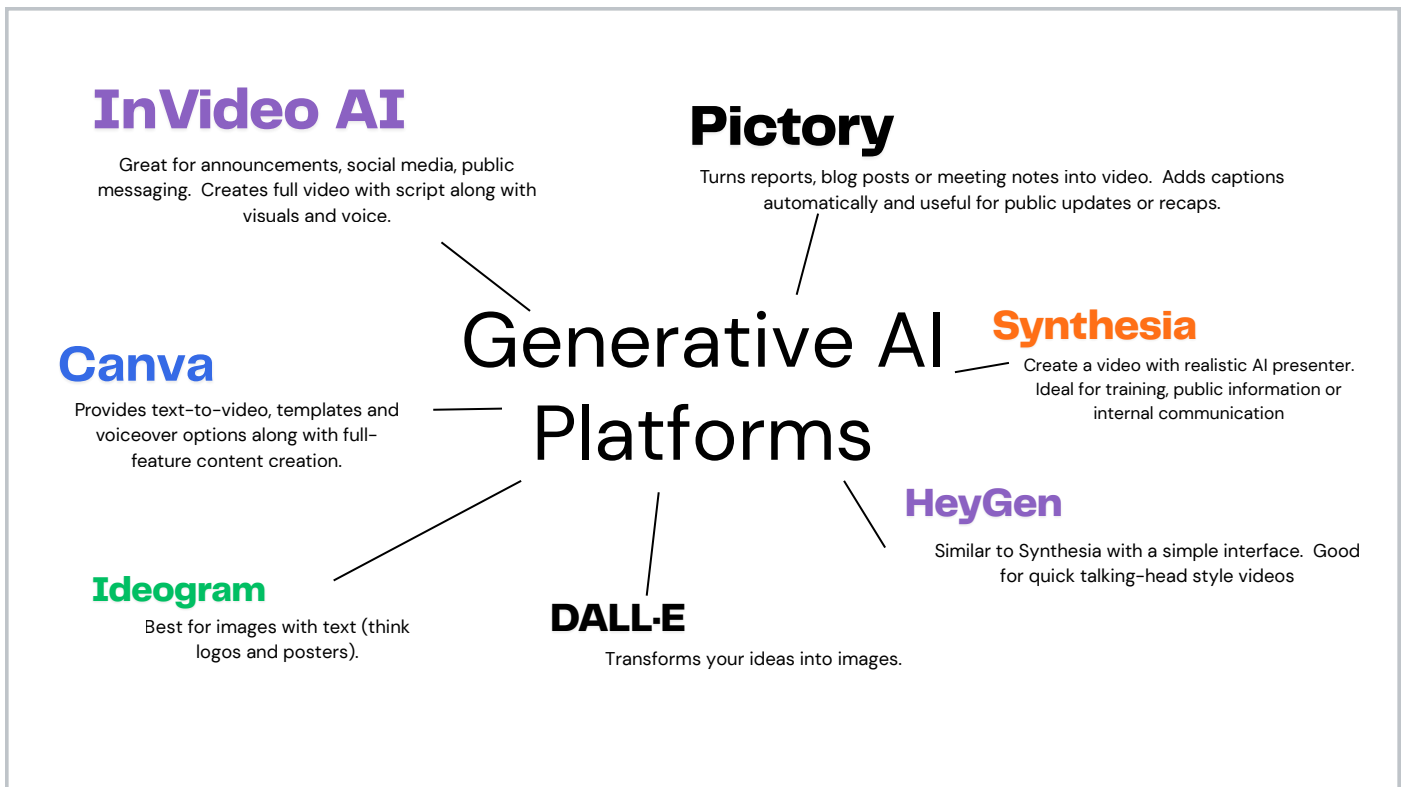 InVideo AI
Great for announcements, social media, public
messaging.  Creates full video with script along with
visuals and voice.
Pictory
Turns reports, blog posts or meeting notes into video.  Adds captions
automatically and useful for public updates or recaps.
Generative AI
Platforms
Synthesia
Create a video with realistic AI presenter.
Ideal for training, public information or
internal communication
Canva
Provides text-to-video, templates and
voiceover options along with full-
feature content creation.
HeyGen
Similar to Synthesia with a simple interface.  Good
for quick talking-head style videos
Ideogram
Best for images with text (think
logos and posters).
DALL·E
Transforms your ideas into images.